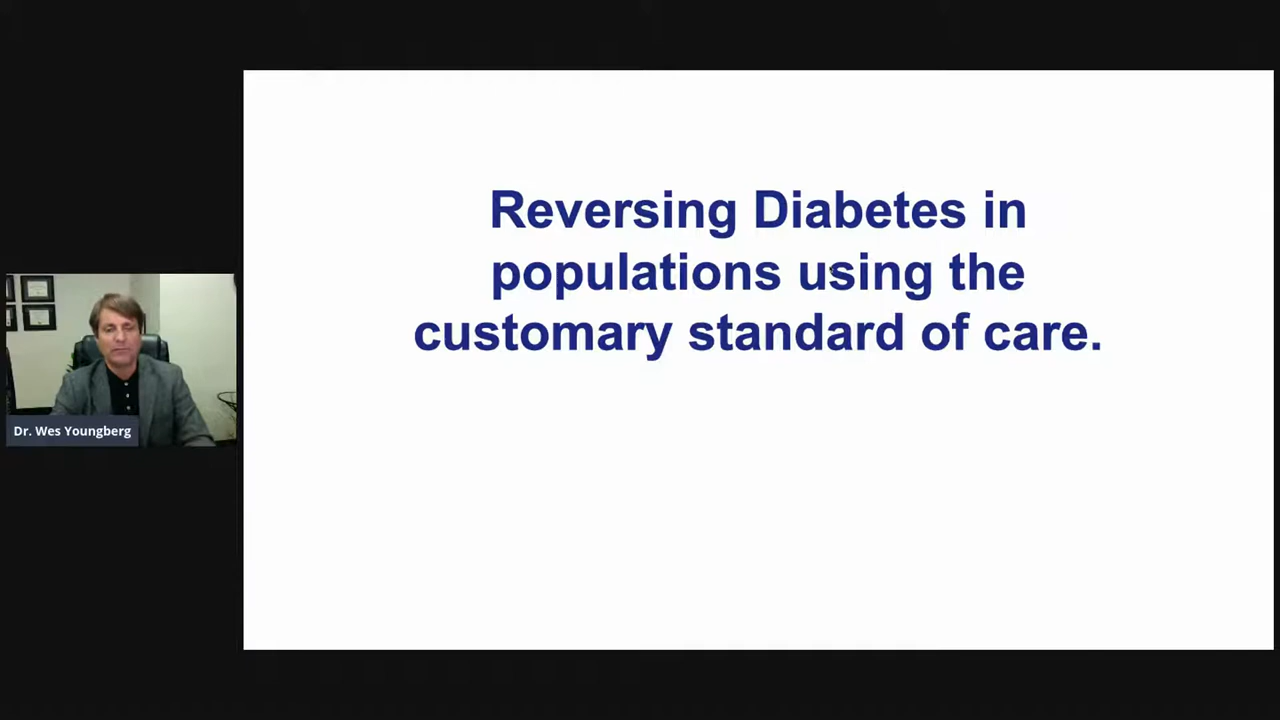 Reversing Diabetes in
populations using the
customary standard of care.
Dr. Wes Youngberg